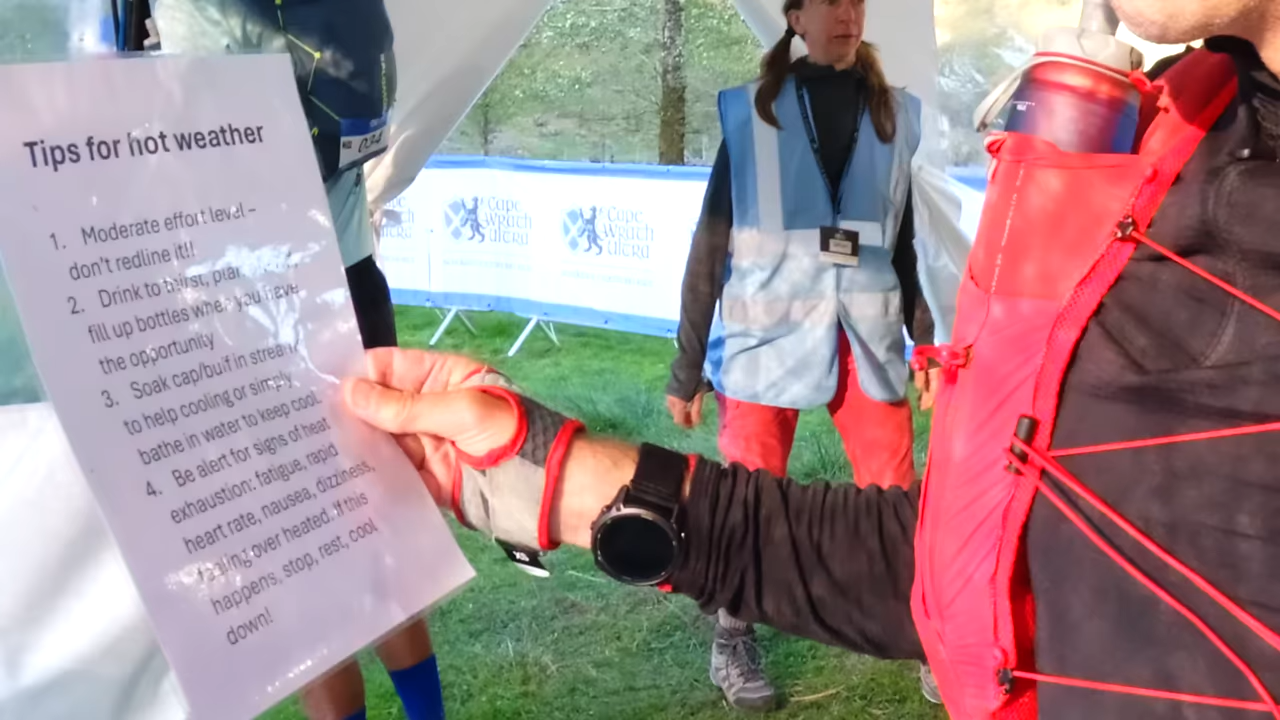 Tips for hot weather
1. Moderate effort level –
don't redline it!!
2. Drink to thirst,
fill up bottles when you have
the opportunity
3. Soak cap/buff in stream
to help cooling or simply
bathe in water to keep cool.
4. Be alert for signs of heat
exhaustion: fatigue, rapid
heart rate, nausea, dizziness,
feeling over heated. If this
happens, stop, rest, cool
down!
034
Cape
Wrath
Ultra
Cape
Wrath
Ultra
XS